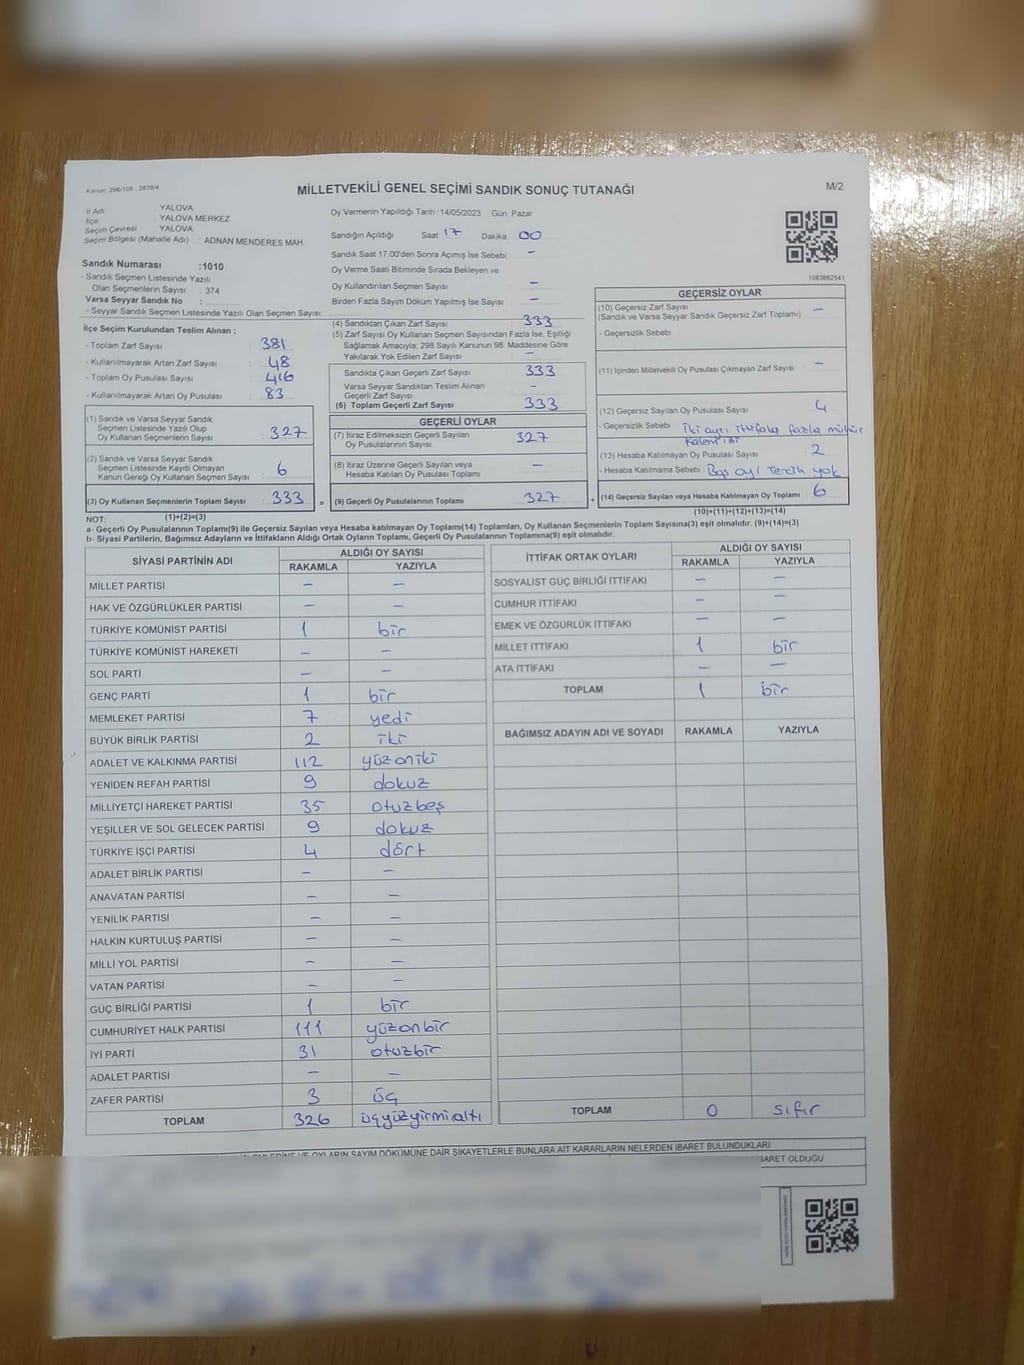 Kanun: 298/105 ; 2839/4
MİLLETVEKİLİ GENEL SEÇİMİ SANDIK SONUÇ TUTANAĞI
M/2
İl Adı YALOVA
İlçe YALOVA MERKEZ
Seçim Çevresi YALOVA
Seçim Bölgesi (Mahalle Adı) : ADNAN MENDERES MAH.
Sandık Numarası :1010
- Sandık Seçmen Listesinde Yazılı
Olan Seçmenlerin Sayısı : 374
Varsa Seyyar Sandık No :
- Seyyar Sandık Seçmen Listesinde Yazılı Olan Seçmen Sayısı:
Oy Vermenin Yapıldığı Tarih :14/05/2023 Gün: Pazar
Sandığın Açıldığı Saat 17 Dakika 00
Sandık Saat 17:00'den Sonra Açımış İse Sebebi –
Oy Verme Saati Bitiminde Sırada Bekleyen ve
Oy Kullandırılan Seçmen Sayısı –
Birden Fazla Sayım Döküm Yapılmış İse Sayısı –
1083662541
İlçe Seçim Kurulundan Teslim Alınan ;
- Toplam Zarf Sayısı 381
- Kullanılmayarak Artan Zarf Sayısı 48
- Toplam Oy Pusulası Sayısı 416
- Kullanılmayarak Artan Oy Pusulası 83
(1) Sandık ve Varsa Seyyar Sandık
Seçmen Listesinde Yazılı Olup
Oy Kullanan Seçmenlerin Sayısı 327
(2) Sandık ve Varsa Seyyar Sandık
Seçmen Listesinde Kayıtlı Olmayan
Kanun Gereği Oy Kullanan Seçmen Sayısı 6
(3) Oy Kullanan Seçmenlerin Toplam Sayısı 333 =
(1)+(2)=(3)
(4) Sandıktan Çıkan Zarf Sayısı 333
(5) Zarf Sayısı Oy Kullanan Seçmen Sayısından Fazla İse, Eşitliği
Sağlamak Amacıyla; 298 Sayılı Kanunun 98. Maddesine Göre
Yakılarak Yok Edilen Zarf Sayısı –
Sandıkta Çıkan Geçerli Zarf Sayısı 333
Varsa Seyyar Sandıktan Teslim Alınan
Geçerli Zarf Sayısı –
(6) Toplam Geçerli Zarf Sayısı 333
GEÇERLİ OYLAR
(7) İtiraz Edilmeksizin Geçerli Sayılan
Oy Pusulalarının Sayısı 327
(8) İtiraz Üzerine Geçerli Sayılan veya
Hesaba Katılan Oy Pusulası Toplamı –
(9) Geçerli Oy Pusulalarının Toplamı 327 +
GEÇERSİZ OYLAR
(10) Geçersiz Zarf Sayısı –
(Sandık ve Varsa Seyyar Sandık Geçersiz Zarf Toplamı)
- Geçersizlik Sebebi :
(11) İçinden Milletvekili Oy Pusulası Çıkmayan Zarf Sayısı –
(12) Geçersiz Sayılan Oy Pusulası Sayısı 4
- Geçersizlik Sebebi : iki ayrı ittifaka fazla mühür
kalem izi
(13) Hesaba Katılmayan Oy Pusulası Sayısı 2
- Hesaba Katılmama Sebebi : Boş oy/ Tercih yok
(14) Geçersiz Sayılan veya Hesaba Katılmayan Oy Toplamı 6
(10)+(11)+(12)+(13)=(14)
NOT:
a- Geçerli Oy Pusulalarının Toplamı(9) ile Geçersiz Sayılan veya Hesaba katılmayan Oy Toplamı(14) Toplamları, Oy Kullanan Seçmenlerin Toplam Sayısına(3) eşit olmalıdır. (9)+(14)=(3)
b- Siyasi Partilerin, Bağımsız Adayların ve İttifakların Aldığı Ortak Oyların Toplamı, Geçerli Oy Pusulalarının Toplamına(9) eşit olmalıdır.
SİYASİ PARTİNİN ADI ALDIĞI OY SAYISI
RAKAMLA YAZIYLA
MİLLET PARTİSİ – –
HAK VE ÖZGÜRLÜKLER PARTİSİ – –
TÜRKİYE KOMÜNİST PARTİSİ 1 bir
TÜRKİYE KOMÜNİST HAREKETİ – –
SOL PARTİ – –
GENÇ PARTİ 1 bir
MEMLEKET PARTİSİ 7 yedi
BÜYÜK BİRLİK PARTİSİ 2 iki
ADALET VE KALKINMA PARTİSİ 112 yüzoniki
YENİDEN REFAH PARTİSİ 9 dokuz
MİLLİYETÇİ HAREKET PARTİSİ 35 otuzbeş
YEŞİLLER VE SOL GELECEK PARTİSİ 9 dokuz
TÜRKİYE İŞÇİ PARTİSİ 4 dört
ADALET BİRLİK PARTİSİ – –
ANAVATAN PARTİSİ – –
YENİLİK PARTİSİ – –
HALKIN KURTULUŞ PARTİSİ – –
MİLLİ YOL PARTİSİ – –
VATAN PARTİSİ – –
GÜÇ BİRLİĞİ PARTİSİ 1 bir
CUMHURİYET HALK PARTİSİ 111 yüzonbir
İYİ PARTİ 31 otuzbir
ADALET PARTİSİ – –
ZAFER PARTİSİ 3 üç
TOPLAM 326 üçyüzyirmialtı
İTTİFAK ORTAK OYLARI ALDIĞI OY SAYISI
RAKAMLA YAZIYLA
SOSYALİST GÜÇ BİRLİĞİ İTTİFAKI – –
CUMHUR İTTİFAKI – –
EMEK VE ÖZGÜRLÜK İTTİFAKI – –
MİLLET İTTİFAKI 1 bir
ATA İTTİFAKI – –
TOPLAM 1 bir
BAĞIMSIZ ADAYIN ADI VE SOYADI RAKAMLA YAZIYLA
TOPLAM 0 sıfır
VE OYLARIN SAYIM DÖKÜMÜNE DAİR ŞİKAYETLERLE BUNLARA AİT KARARLARIN NELERDEN İBARET BULUNDUKLARI
BARET OLDUĞU